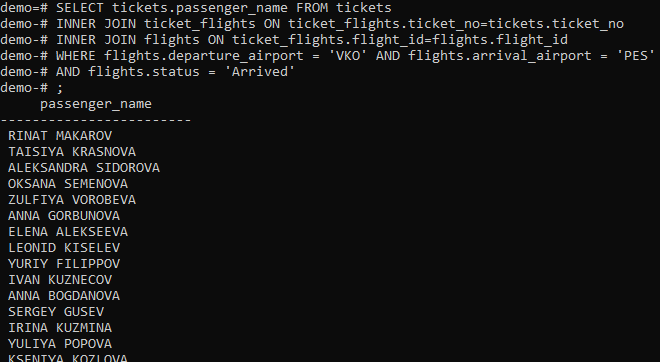 demo=# SELECT tickets.passenger_name FROM tickets
demo-# INNER JOIN ticket_flights ON ticket_flights.ticket_no=tickets.ticket_no
demo-# INNER JOIN flights ON ticket_flights.flight_id=flights.flight_id
demo-# WHERE flights.departure_airport = 'VKO' AND flights.arrival_airport = 'PES'
demo-# AND flights.status = 'Arrived'
demo-# ;
passenger_name
------------------------
RINAT MAKAROV
TAISIYA KRASNOVA
ALEKSANDRA SIDOROVA
OKSANA SEMENOVA
ZULFIYA VOROBEVA
ANNA GORBUNOVA
ELENA ALEKSEEVA
LEONID KISELEV
YURIY FILIPPOV
IVAN KUZNECOV
ANNA BOGDANOVA
SERGEY GUSEV
IRINA KUZMINA
YULIYA POPOVA
KSENIYA KOZLOVA